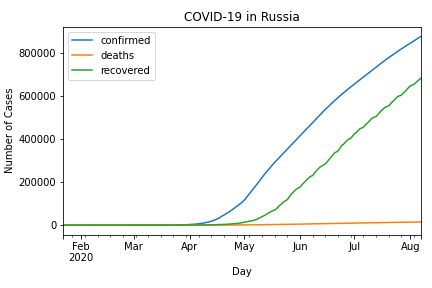 COVID-19 in Russia
confirmed
deaths
recovered
Number of Cases
800000
600000
400000
200000
0
Feb
2020
Mar
Apr
May
Jun
Jul
Aug
Day